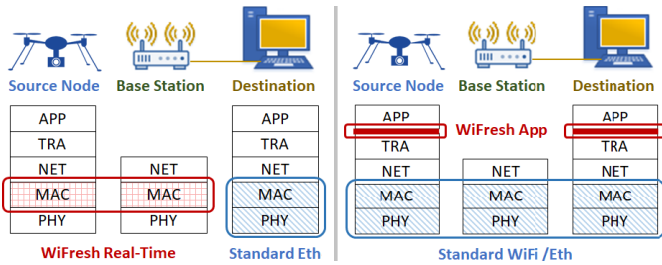 Source Node Base Station Destination
APP APP
TRA TRA
NET NET NET
MAC MAC MAC
PHY PHY PHY
WiFresh Real-Time Standard Eth
Source Node Base Station Destination
APP APP
WiFresh App
TRA TRA
NET NET NET
MAC MAC MAC
PHY PHY PHY
Standard WiFi /Eth